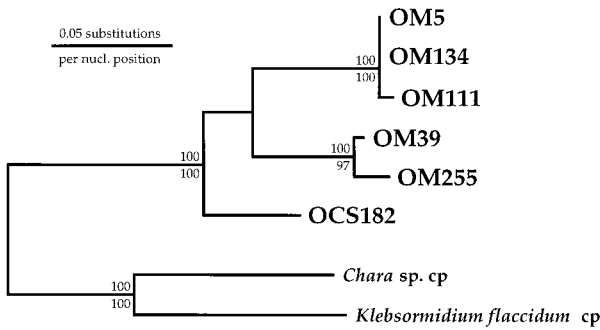 OM5
0.05 substitutions
per nucl. position
OM134
100
100
OM111
OM39
100
97
100
100
OM255
OCS182
Chara sp. cp
100
100
Klebsormidium flaccidum cp